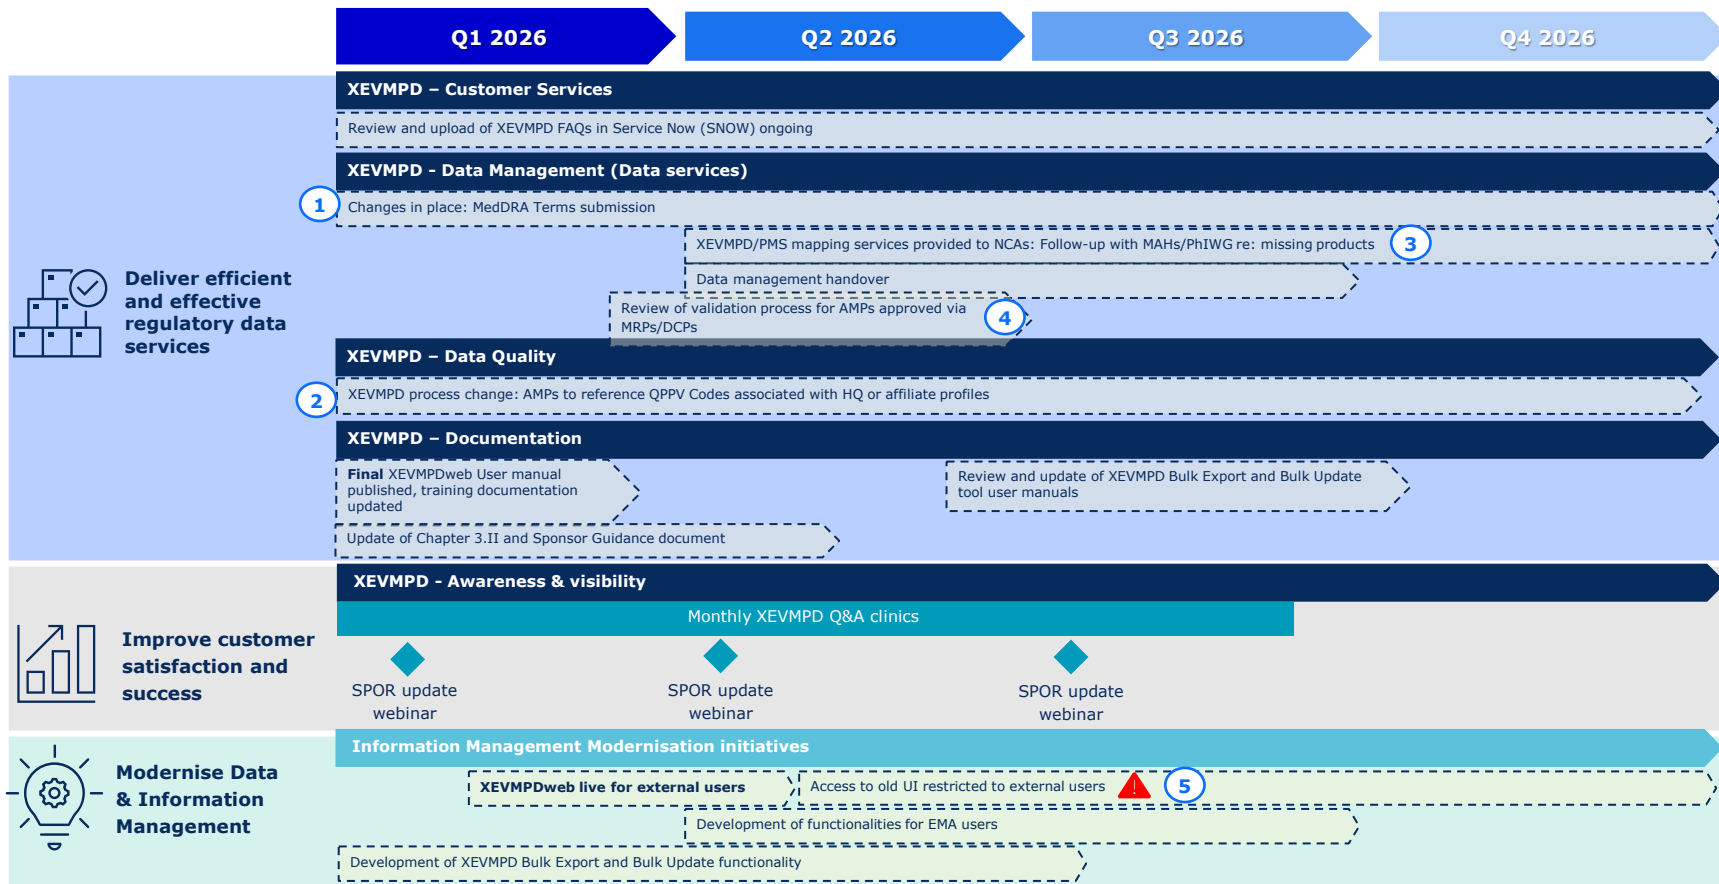 Q1 2026
Q2 2026
Q3 2026
Q4 2026
Deliver efficient
and effective
regulatory data
services
XEVMPD – Customer Services
Review and upload of XEVMPD FAQs in Service Now (SNOW) ongoing
XEVMPD - Data Management (Data services)
1
Changes in place: MedDRA Terms submission
XEVMPD/PMS mapping services provided to NCAs: Follow-up with MAHs/PhIWG re: missing products
3
Data management handover
Review of validation process for AMPs approved via
MRPs/DCPs
4
XEVMPD – Data Quality
2
XEVMPD process change: AMPs to reference QPPV Codes associated with HQ or affiliate profiles
XEVMPD – Documentation
Final XEVMPDweb User manual
published, training documentation
updated
Review and update of XEVMPD Bulk Export and Bulk Update
tool user manuals
Update of Chapter 3.II and Sponsor Guidance document
Improve customer
satisfaction and
success
XEVMPD - Awareness & visibility
Monthly XEVMPD Q&A clinics
SPOR update
webinar
SPOR update
webinar
SPOR update
webinar
Modernise Data
& Information
Management
Information Management Modernisation initiatives
XEVMPDweb live for external users
Access to old UI restricted to external users
!
5
Development of functionalities for EMA users
Development of XEVMPD Bulk Export and Bulk Update functionality